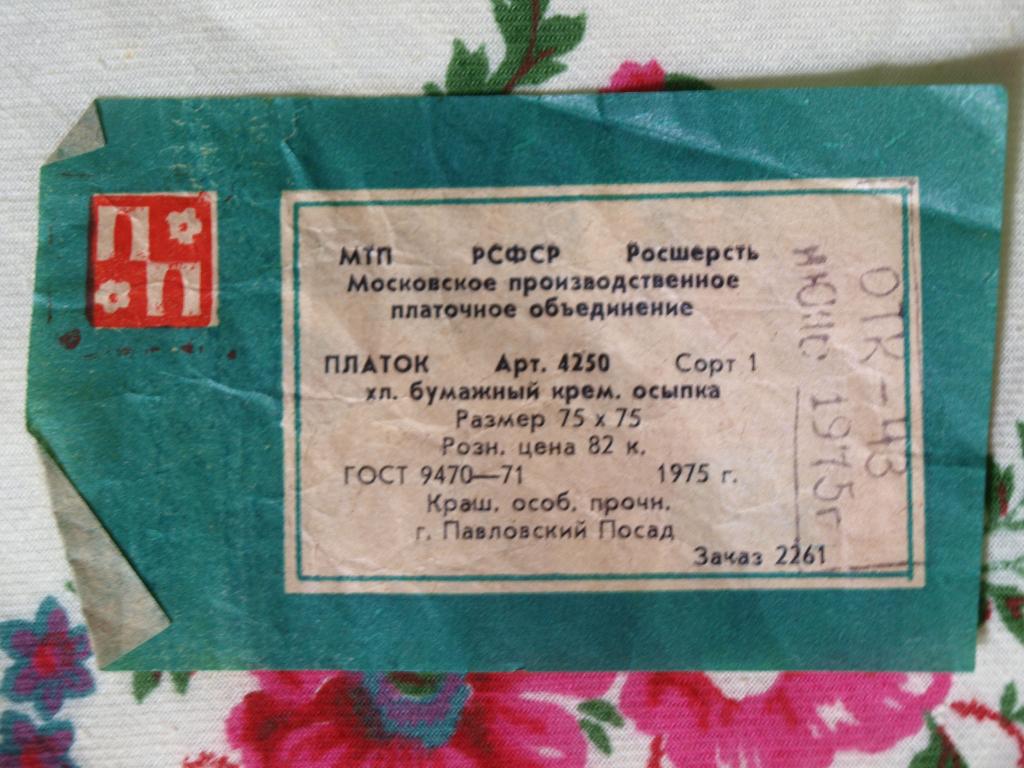 П
П
МТП РСФСР Росшерсть
Московское производственное
платочное объединение
ПЛАТОК Арт. 4250 Сорт 1
хл. бумажный крем. осыпка
Размер 75 x 75
Розн. цена 82 к.
ГОСТ 9470—71 1975 г.
Краш. особ. прочн.
г. Павловский Посад
Заказ 2261
ОТК-43
1975г